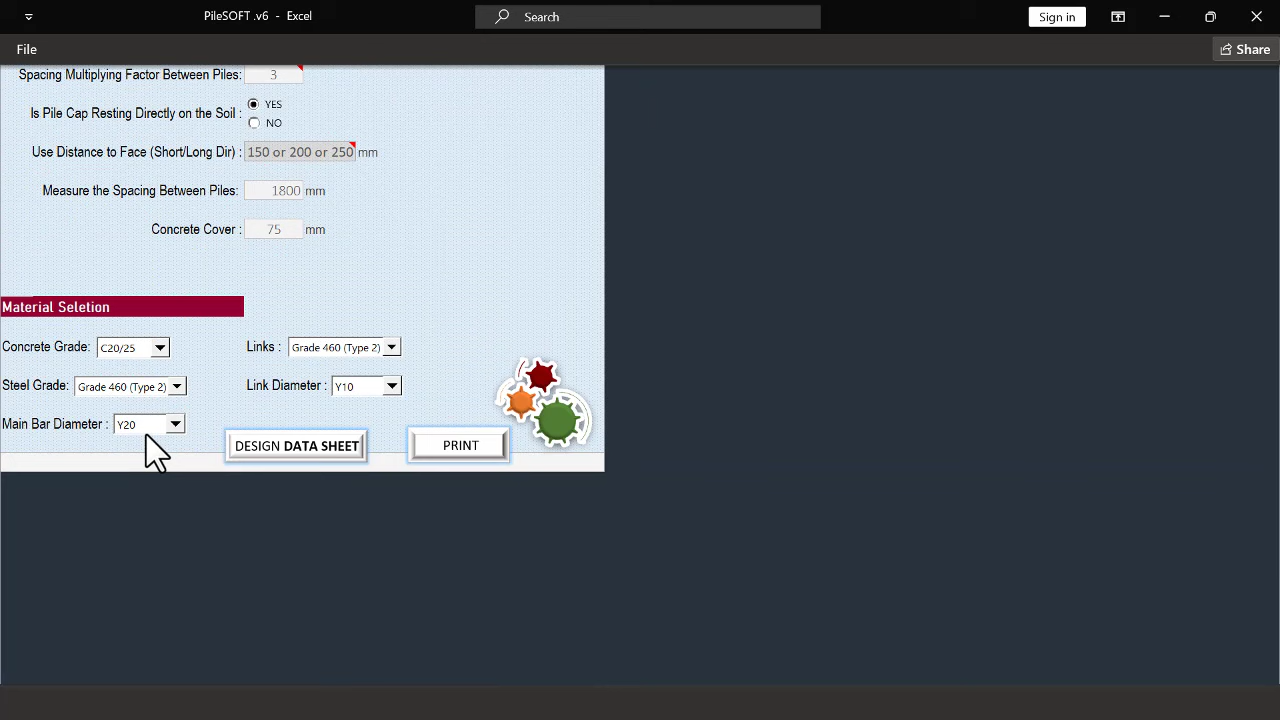 PileSOFT .v6 - Excel
Search
Sign in
File
Share
Spacing Multiplying Factor Between Piles: 3
Is Pile Cap Resting Directly on the Soil : YES
NO
Use Distance to Face (Short/Long Dir) : 150 or 200 or 250 mm
Measure the Spacing Between Piles: 1800 mm
Concrete Cover : 75 mm
Material Seletion
Concrete Grade: C20/25 Links : Grade 460 (Type 2)
Steel Grade: Grade 460 (Type 2) Link Diameter : Y10
Main Bar Diameter : Y20
DESIGN DATA SHEET PRINT